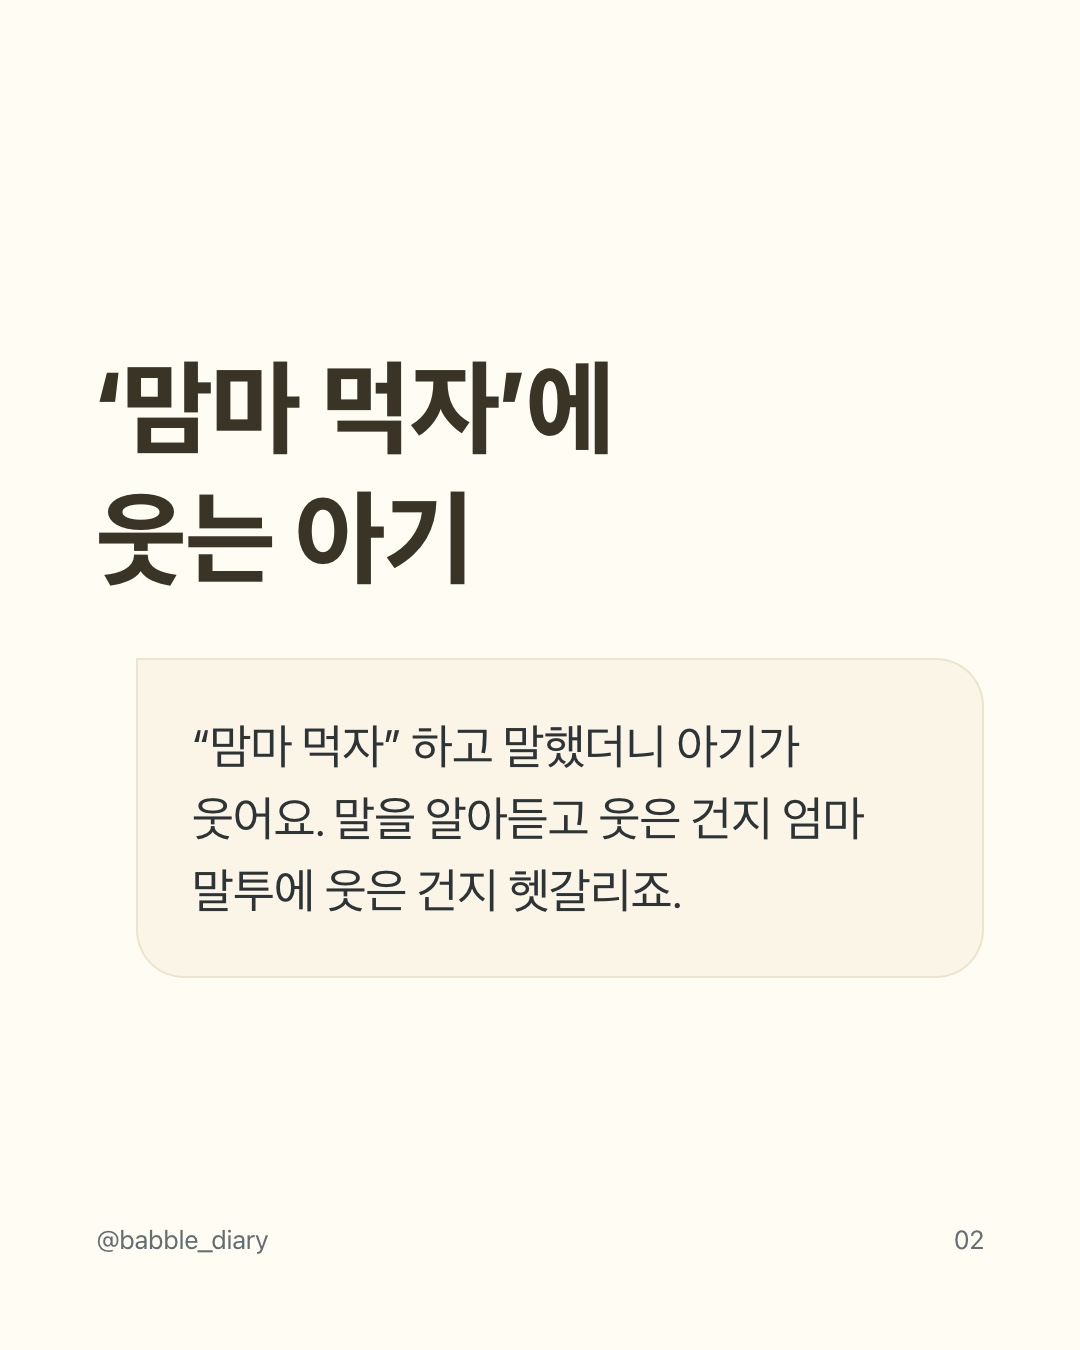 ‘맘마 먹자’에
웃는 아기
“맘마 먹자” 하고 말했더니 아기가
웃어요. 말을 알아듣고 웃은 건지 엄마
말투에 웃은 건지 헷갈리죠.
@babble_diary
02